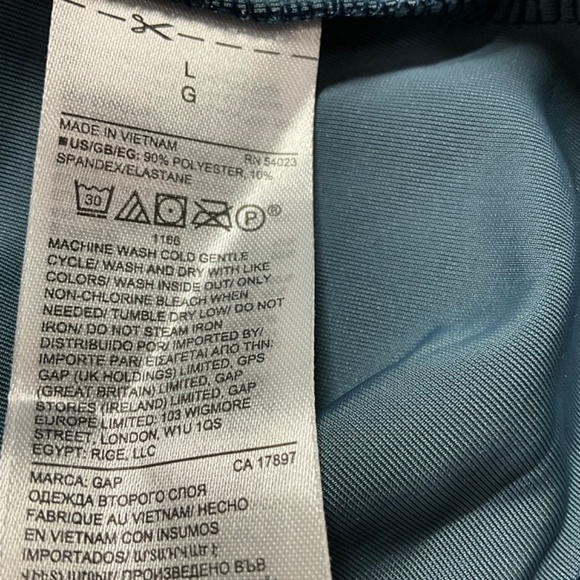 L
G
MADE IN VIETNAM RN 54023
US/GB/EG: 90% POLYESTER, 10%
SPANDEX/ELASTANE
30 P ®
1166
MACHINE WASH COLD GENTLE
CYCLE/ WASH AND DRY WITH LIKE
COLORS/ WASH INSIDE OUT/ ONLY
NON-CHLORINE BLEACH WHEN
NEEDED/ TUMBLE DRY LOW/ DO NOT
IRON/ DO NOT STEAM IRON
DISTRIBUIDO POR/ IMPORTED BY/
IMPORTE PAR/ ΕΙΣΑΓΕΤΑΙ ΑΠΟ ΤΗΝ:
GAP (UK HOLDINGS) LIMITED, GPS
(GREAT BRITAIN) LIMITED, GAP
STORES (IRELAND) LIMITED, GAP
EUROPE LIMITED: 103 WIGMORE
STREET, LONDON, W1U 1QS
EGYPT: RIGE, LLC
CA 17897
MARCA: GAP
ОДЕЖДА ВТОРОГО СЛОЯ
FABRIQUE AU VIETNAM/ HECHO
EN VIETNAM CON INSUMOS
IMPORTADOS/
ПРОИЗВЕДЕНО ВЪВ